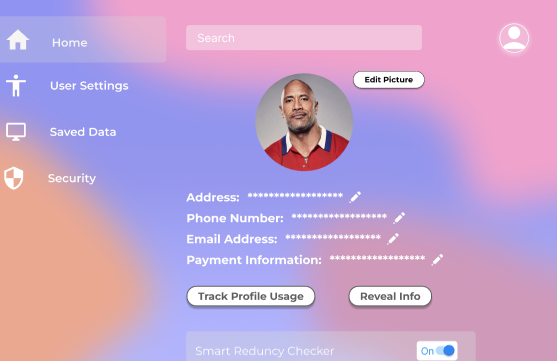 Home
Search
Edit Picture
User Settings
Saved Data
Security
Address: ******************
Phone Number: ******************
Email Address: ******************
Payment Information: ******************
Track Profile Usage
Reveal Info
Smart Reduncy Checker
On